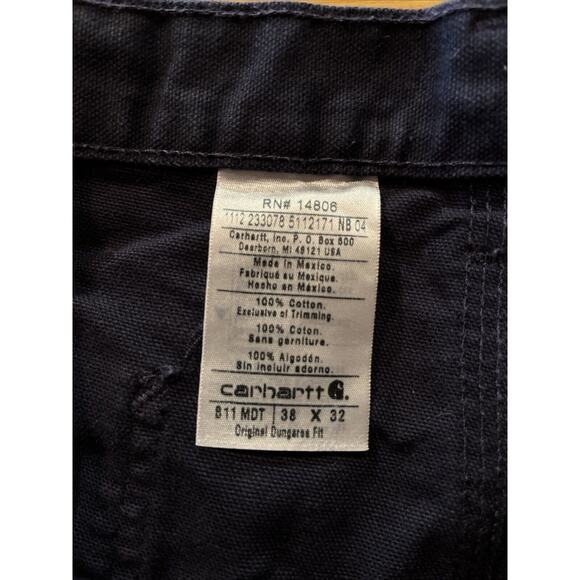 RN# 14806
1112 233078 5112171 NB 04
Carhartt, Inc. P. O. Box 600
Dearborn, MI 48121 USA
Made in Mexico.
Fabriqué au Mexique.
Hecho en México.
100% Cotton.
Exclusive of Trimming.
100% Coton.
Sans garniture.
100% Algodón.
Sin incluir adorno.
carhartt
B11 MDT 38 X 32
Original Dungaree Fit